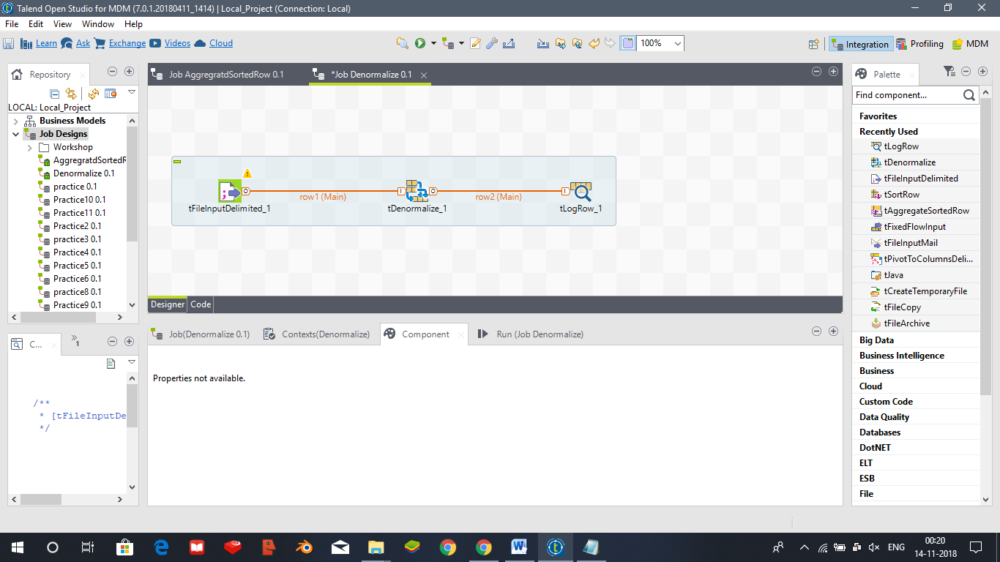 Talend Open Studio for MDM (7.0.1.20180411_1414) | Local_Project (Connection: Local)
File Edit View Window Help
Learn Ask Exchange Videos Cloud
100%
Integration Profiling MDM
Repository
LOCAL: Local_Project
Business Models
Job Designs
Workshop
AggregratdSortedR
Denormalize 0.1
practice 0.1
Practice10 0.1
Practice11 0.1
Practice2 0.1
practice3 0.1
Practice4 0.1
Practice5 0.1
Practice6 0.1
practice8 0.1
Practice9 0.1
C...
»1
/**
* [tFileInputDe
*/
Job AggregratdSortedRow 0.1
*Job Denormalize 0.1
row1 (Main)
row2 (Main)
tFileInputDelimited_1
tDenormalize_1
tLogRow_1
Designer Code
Job(Denormalize 0.1)
Contexts(Denormalize)
Component
Run (Job Denormalize)
Properties not available.
Palette
Find component...
Favorites
Recently Used
tLogRow
tDenormalize
tFileInputDelimited
tSortRow
tAggregateSortedRow
tFixedFlowInput
tFileInputMail
tPivotToColumnsDeli...
tJava
tCreateTemporaryFile
tFileCopy
tFileArchive
Big Data
Business Intelligence
Business
Cloud
Custom Code
Data Quality
Databases
DotNET
ELT
ESB
File
ENG
00:20
14-11-2018